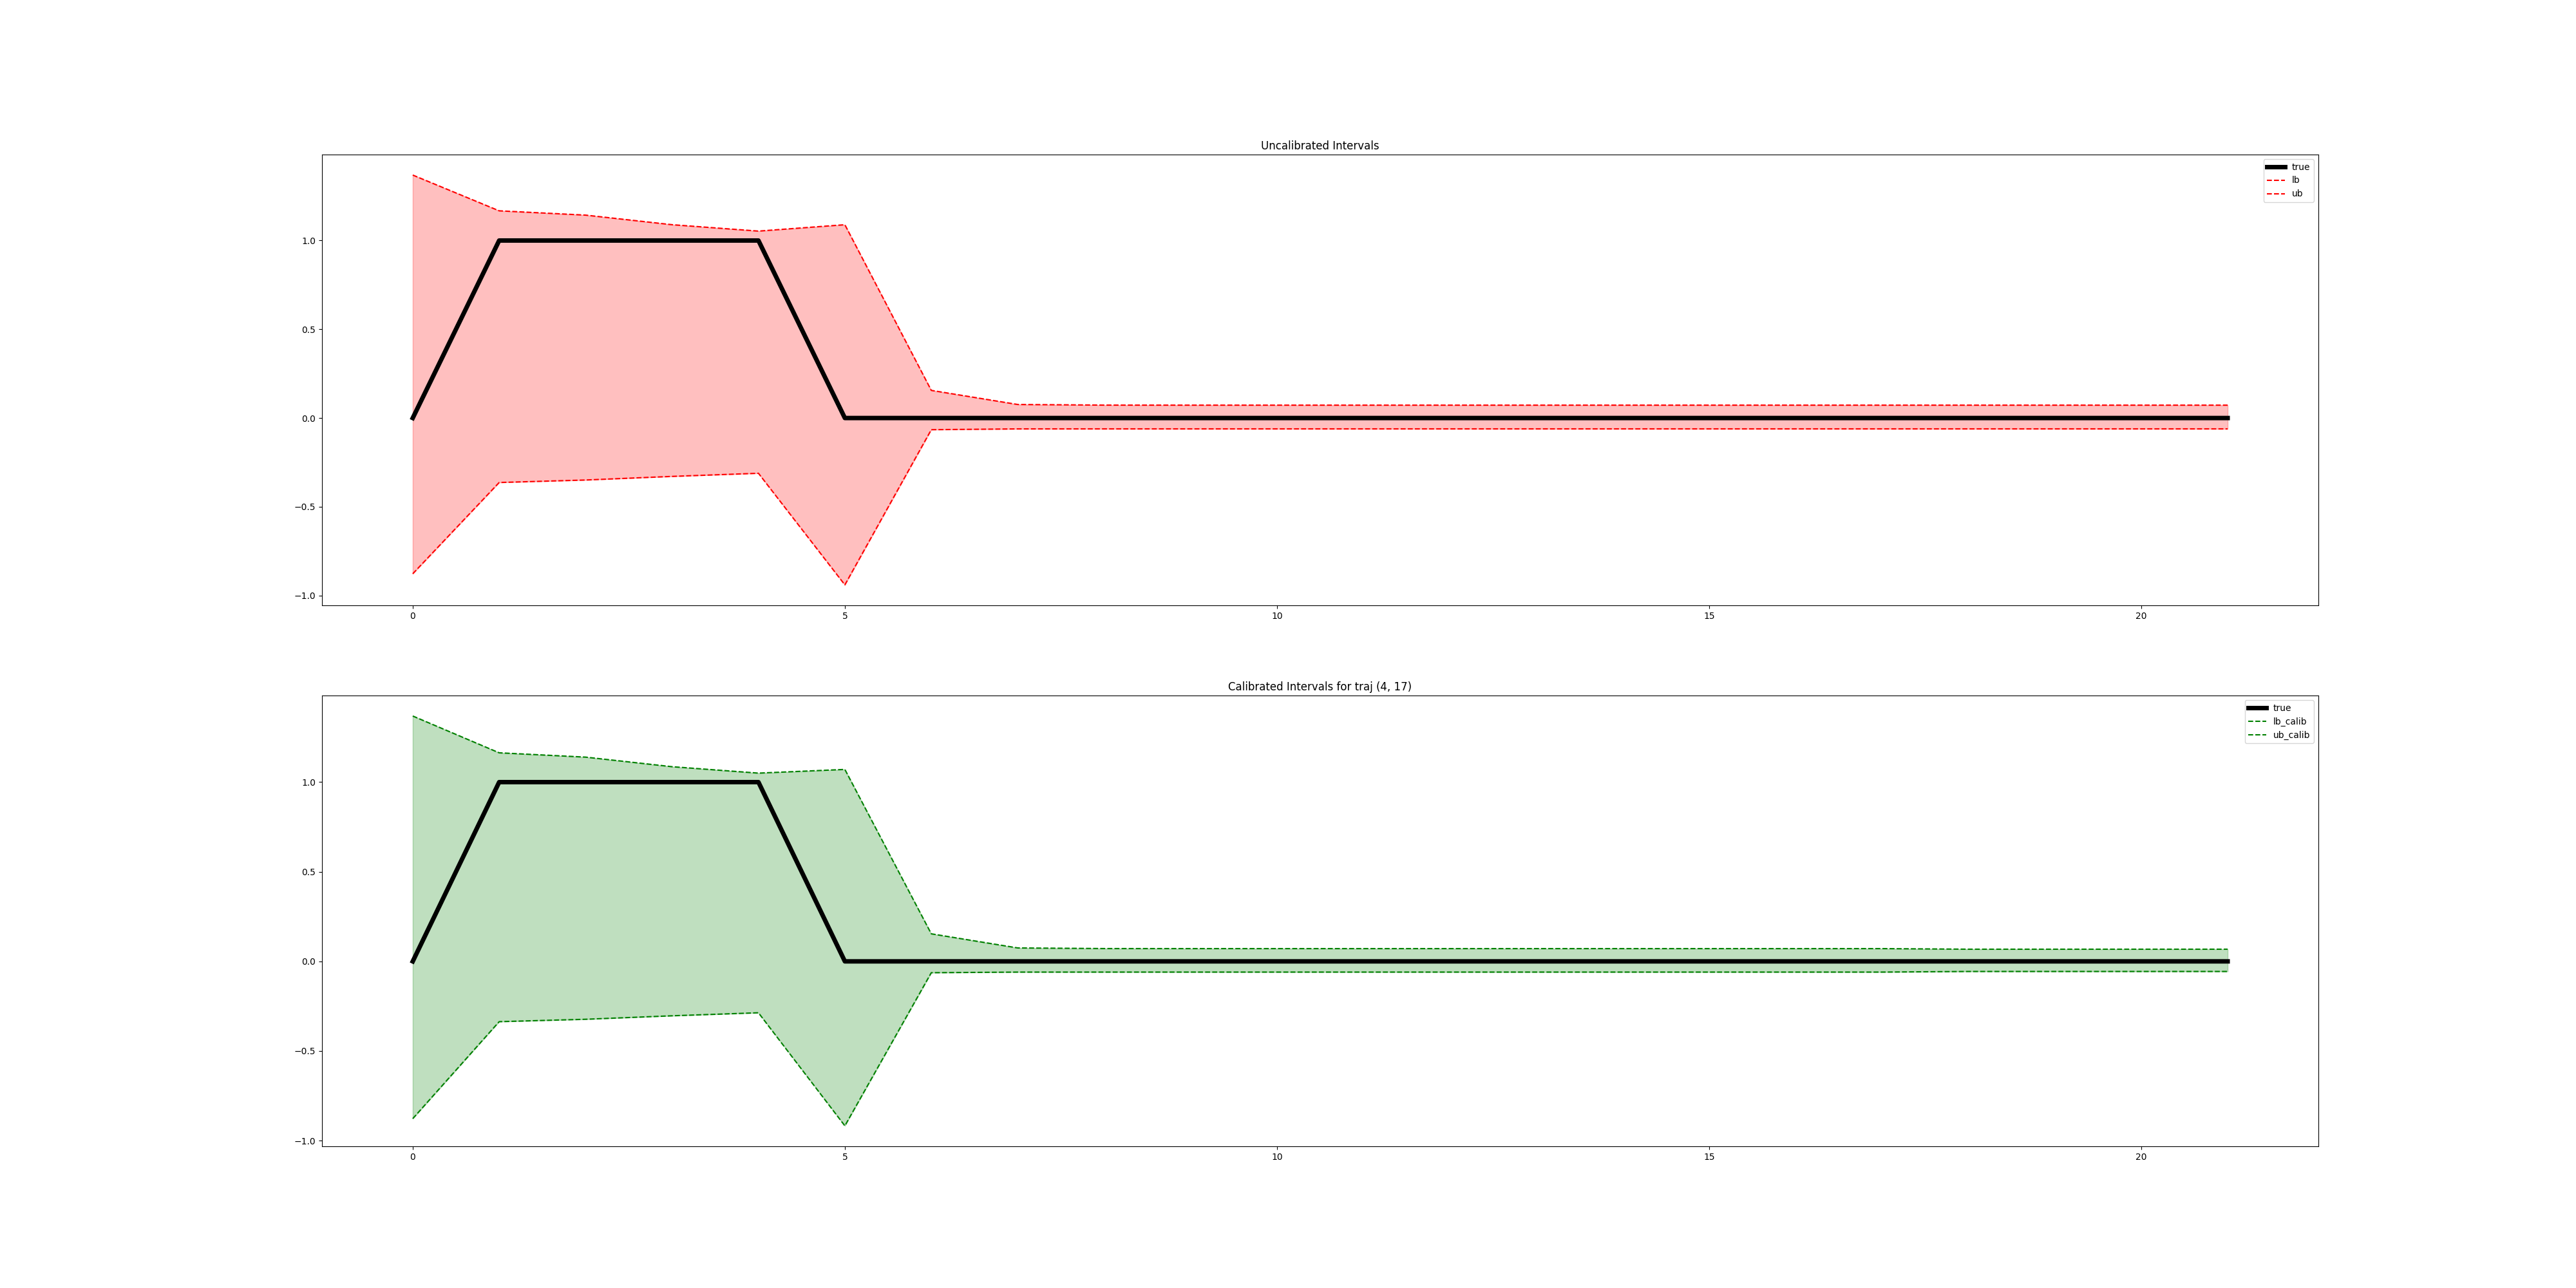 Uncalibrated Intervals
true
lb
ub
1.0
0.5
0.0
−0.5
−1.0
0 5 10 15 20
Calibrated Intervals for traj (4, 17)
true
lb_calib
ub_calib
1.0
0.5
0.0
−0.5
−1.0
0 5 10 15 20